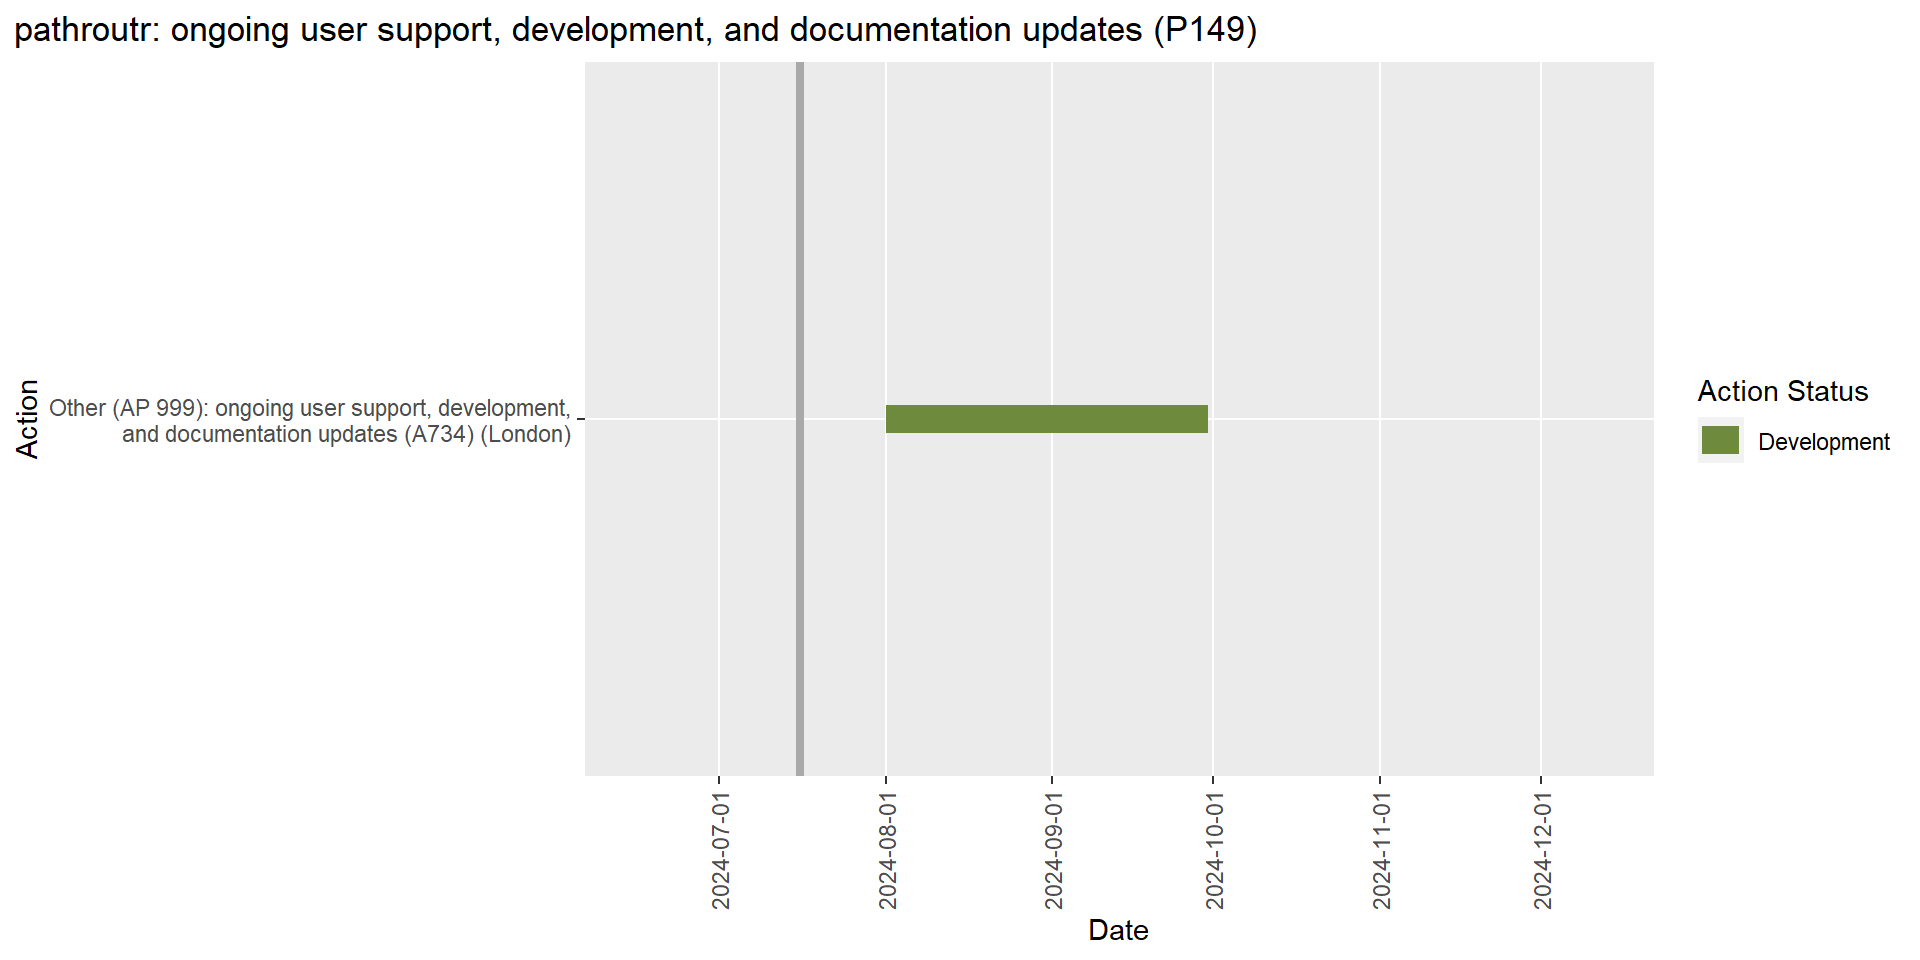 pathroutr: ongoing user support, development, and documentation updates (P149)
Action
Other (AP 999): ongoing user support, development,
and documentation updates (A734) (London)
Action Status
Development
2024-07-01
2024-08-01
2024-09-01
2024-10-01
2024-11-01
2024-12-01
Date